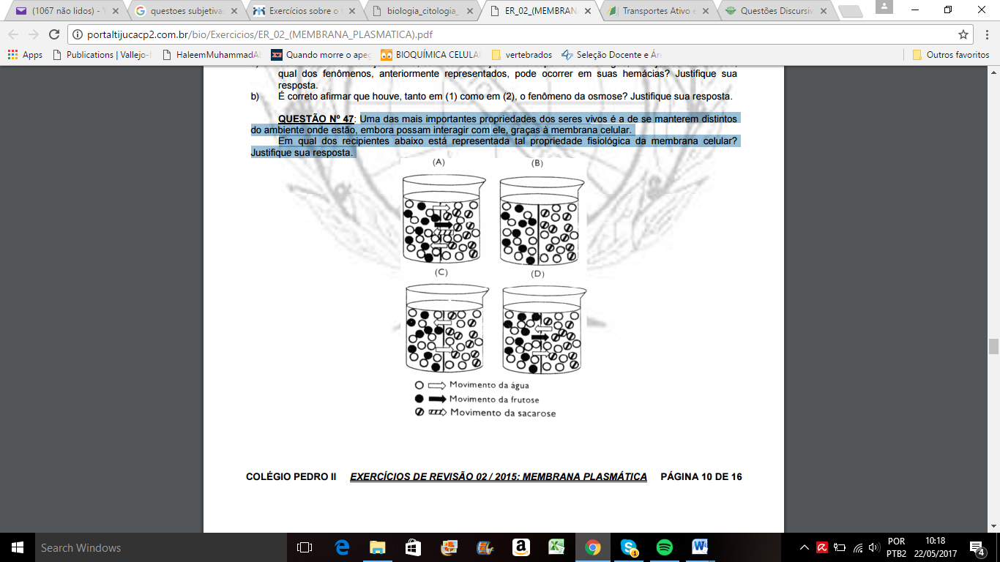 (1067 não lidos) - Y
questoes subjetiva
Exercícios sobre o
biologia_citologia_
ER_02_(MEMBRAN
Transportes Ativo e
Questões Discursiv
portaltijucacp2.com.br/bio/Exercicios/ER_02_(MEMBRANA_PLASMATICA).pdf
Apps
Publications | Vallejo-
HaleemMuhammadA
Quando morre o ape
BIOQUÍMICA CELULA
vertebrados
Seleção Docente e Ár
Outros favoritos
qual dos fenômenos, anteriormente representados, pode ocorrer em suas hemácias? Justifique sua
resposta.
b) É correto afirmar que houve, tanto em (1) como em (2), o fenômeno da osmose? Justifique sua resposta.
QUESTÃO Nº 47: Uma das mais importantes propriedades dos seres vivos é a de se manterem distintos
do ambiente onde estão, embora possam interagir com ele, graças à membrana celular.
Em qual dos recipientes abaixo está representada tal propriedade fisiológica da membrana celular?
Justifique sua resposta.
(A)
(B)
(C)
(D)
Movimento da água
Movimento da frutose
Movimento da sacarose
COLÉGIO PEDRO II EXERCÍCIOS DE REVISÃO 02 / 2015: MEMBRANA PLASMÁTICA PÁGINA 10 DE 16
Search Windows
POR
PTB2
10:18
22/05/2017
4
1